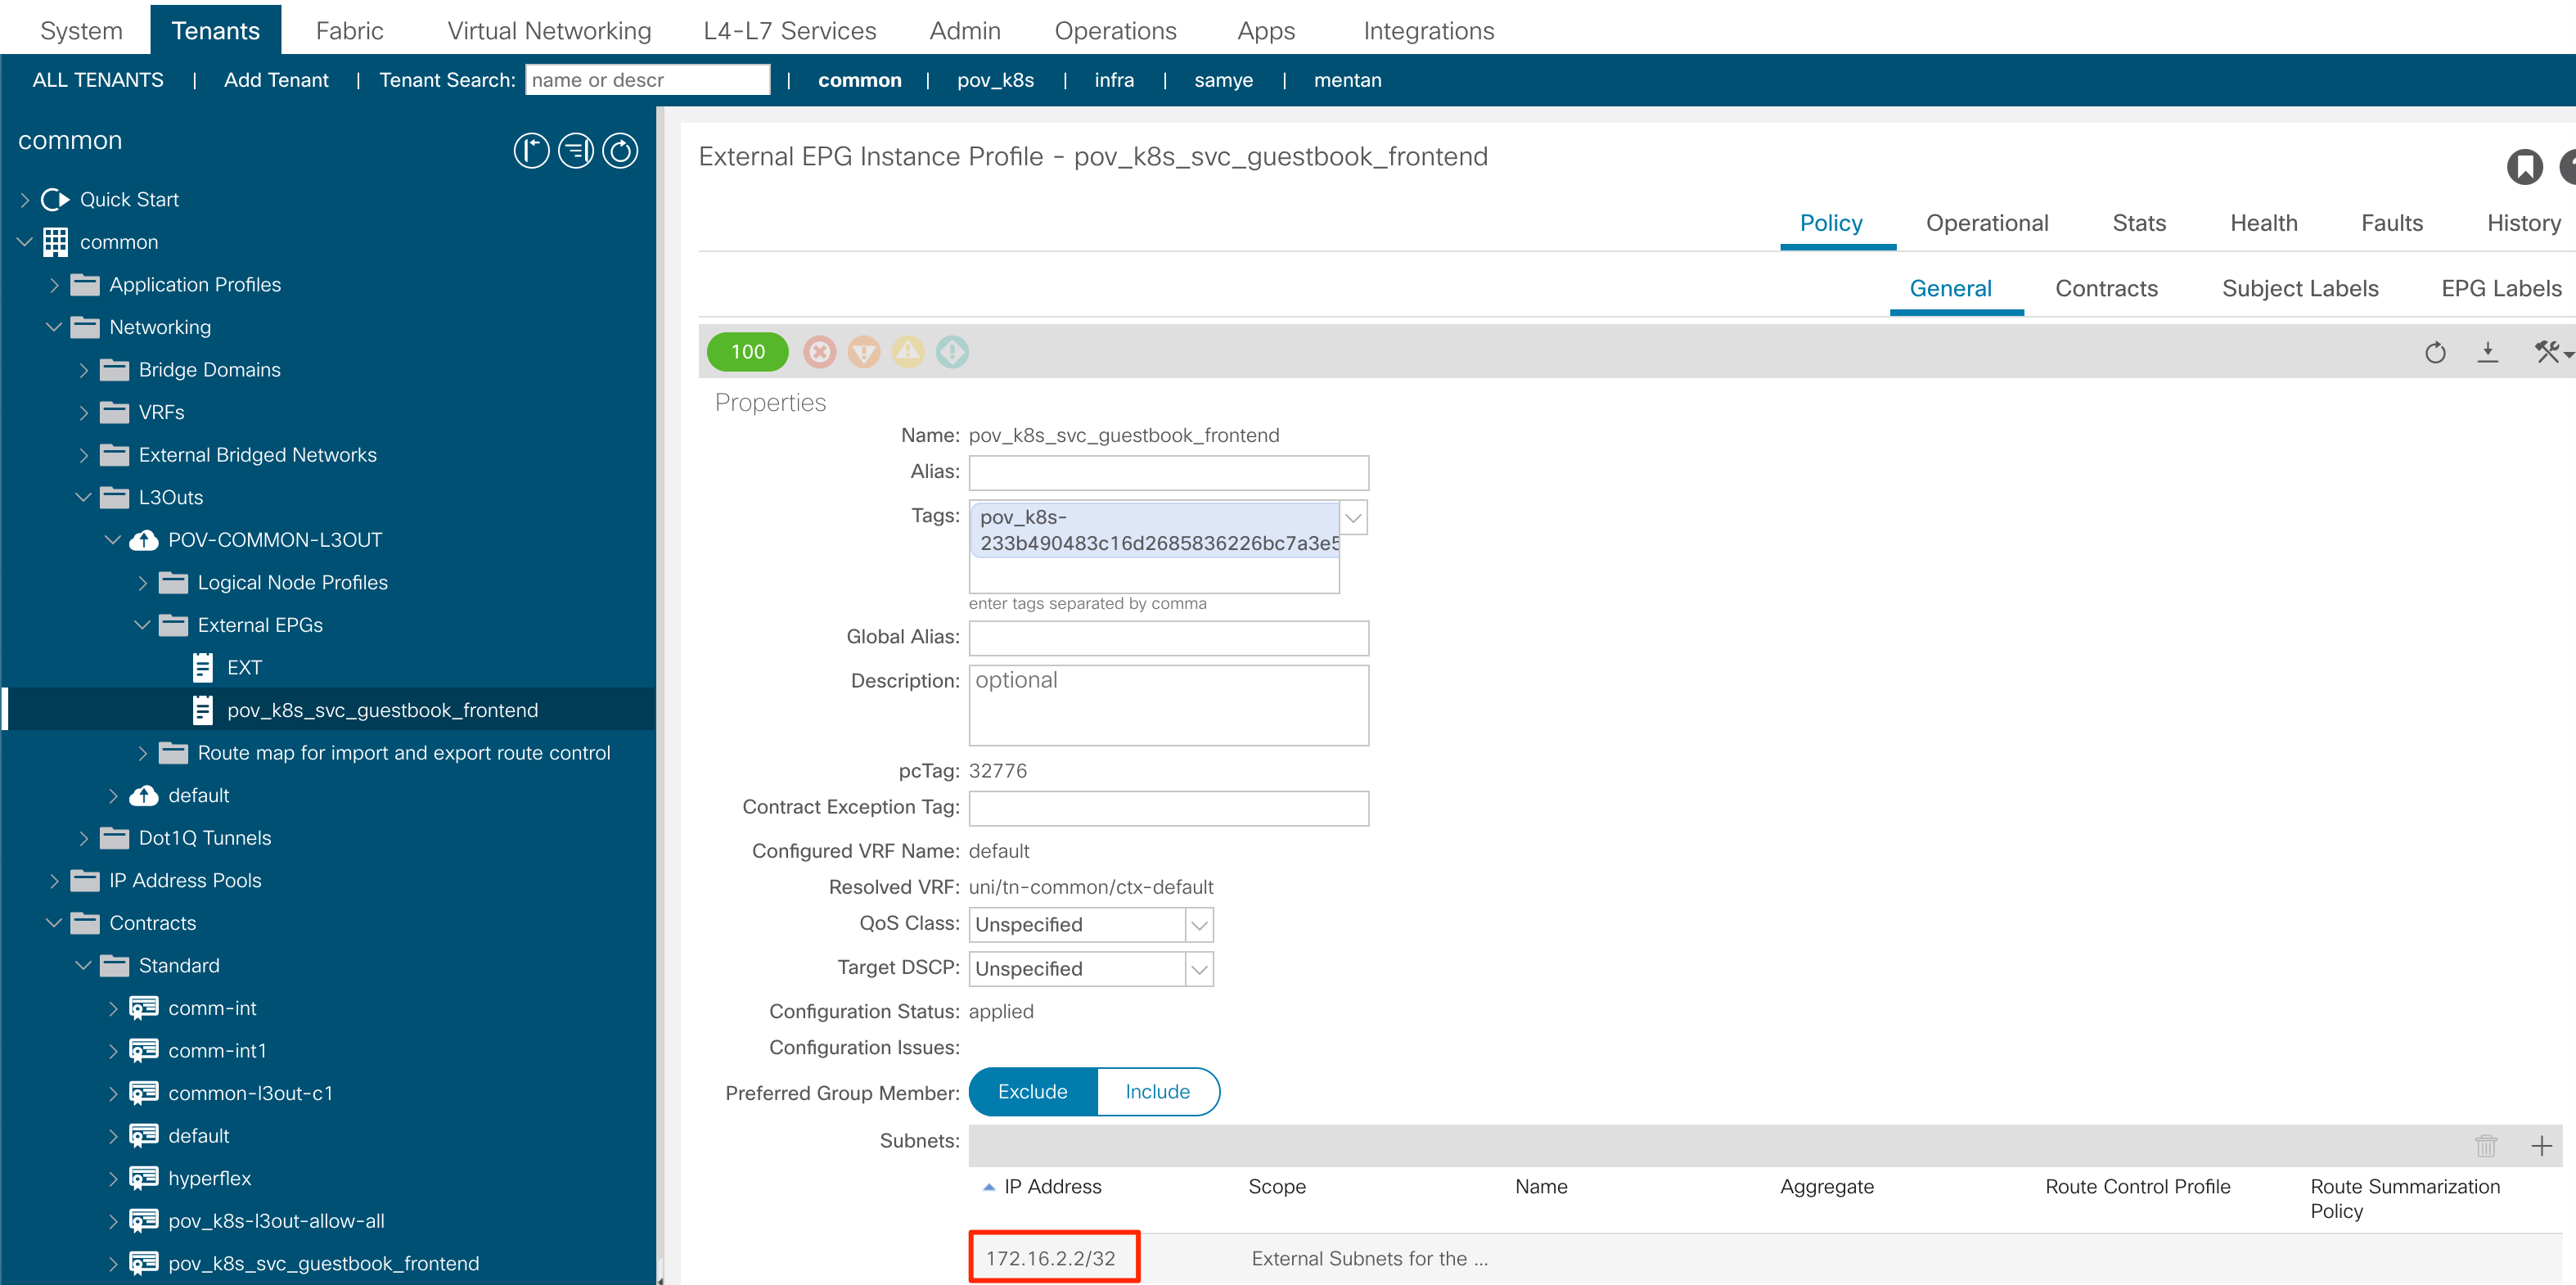 System Tenants Fabric Virtual Networking L4-L7 Services Admin Operations Apps Integrations
ALL TENANTS | Add Tenant | Tenant Search: name or descr | common | pov_k8s | infra | samye | mentan
common
Quick Start
common
Application Profiles
Networking
Bridge Domains
VRFs
External Bridged Networks
L3Outs
POV-COMMON-L3OUT
Logical Node Profiles
External EPGs
EXT
pov_k8s_svc_guestbook_frontend
Route map for import and export route control
default
Dot1Q Tunnels
IP Address Pools
Contracts
Standard
comm-int
comm-int1
common-l3out-c1
default
hyperflex
pov_k8s-l3out-allow-all
pov_k8s_svc_guestbook_frontend
External EPG Instance Profile - pov_k8s_svc_guestbook_frontend
Policy Operational Stats Health Faults History
General Contracts Subject Labels EPG Labels
100
Properties
Name: pov_k8s_svc_guestbook_frontend
Alias:
Tags: pov_k8s-
233b490483c16d2685836226bc7a3e5
enter tags separated by comma
Global Alias:
Description: optional
pcTag: 32776
Contract Exception Tag:
Configured VRF Name: default
Resolved VRF: uni/tn-common/ctx-default
QoS Class: Unspecified
Target DSCP: Unspecified
Configuration Status: applied
Configuration Issues:
Preferred Group Member: Exclude Include
Subnets:
IP Address Scope Name Aggregate Route Control Profile Route Summarization
Policy
172.16.2.2/32 External Subnets for the ...